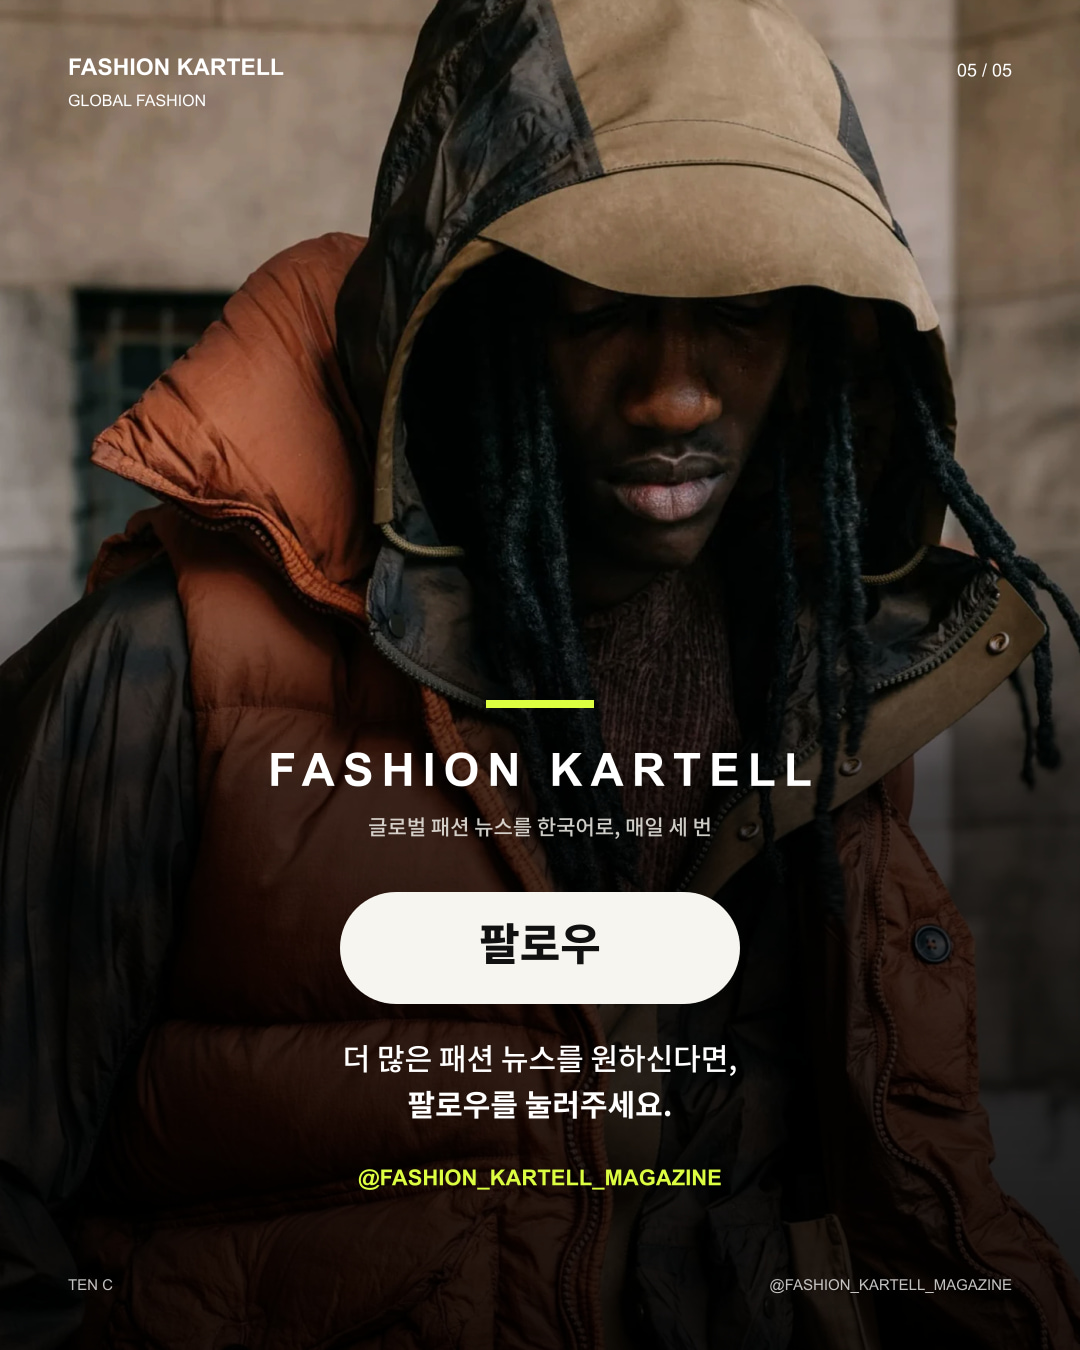 FASHION KARTELL
05 / 05
GLOBAL FASHION
FASHION KARTELL
글로벌 패션 뉴스를 한국어로, 매일 세 번
팔로우
더 많은 패션 뉴스를 원하신다면,
팔로우를 눌러주세요.
@FASHION_KARTELL_MAGAZINE
TEN C
@FASHION_KARTELL_MAGAZINE